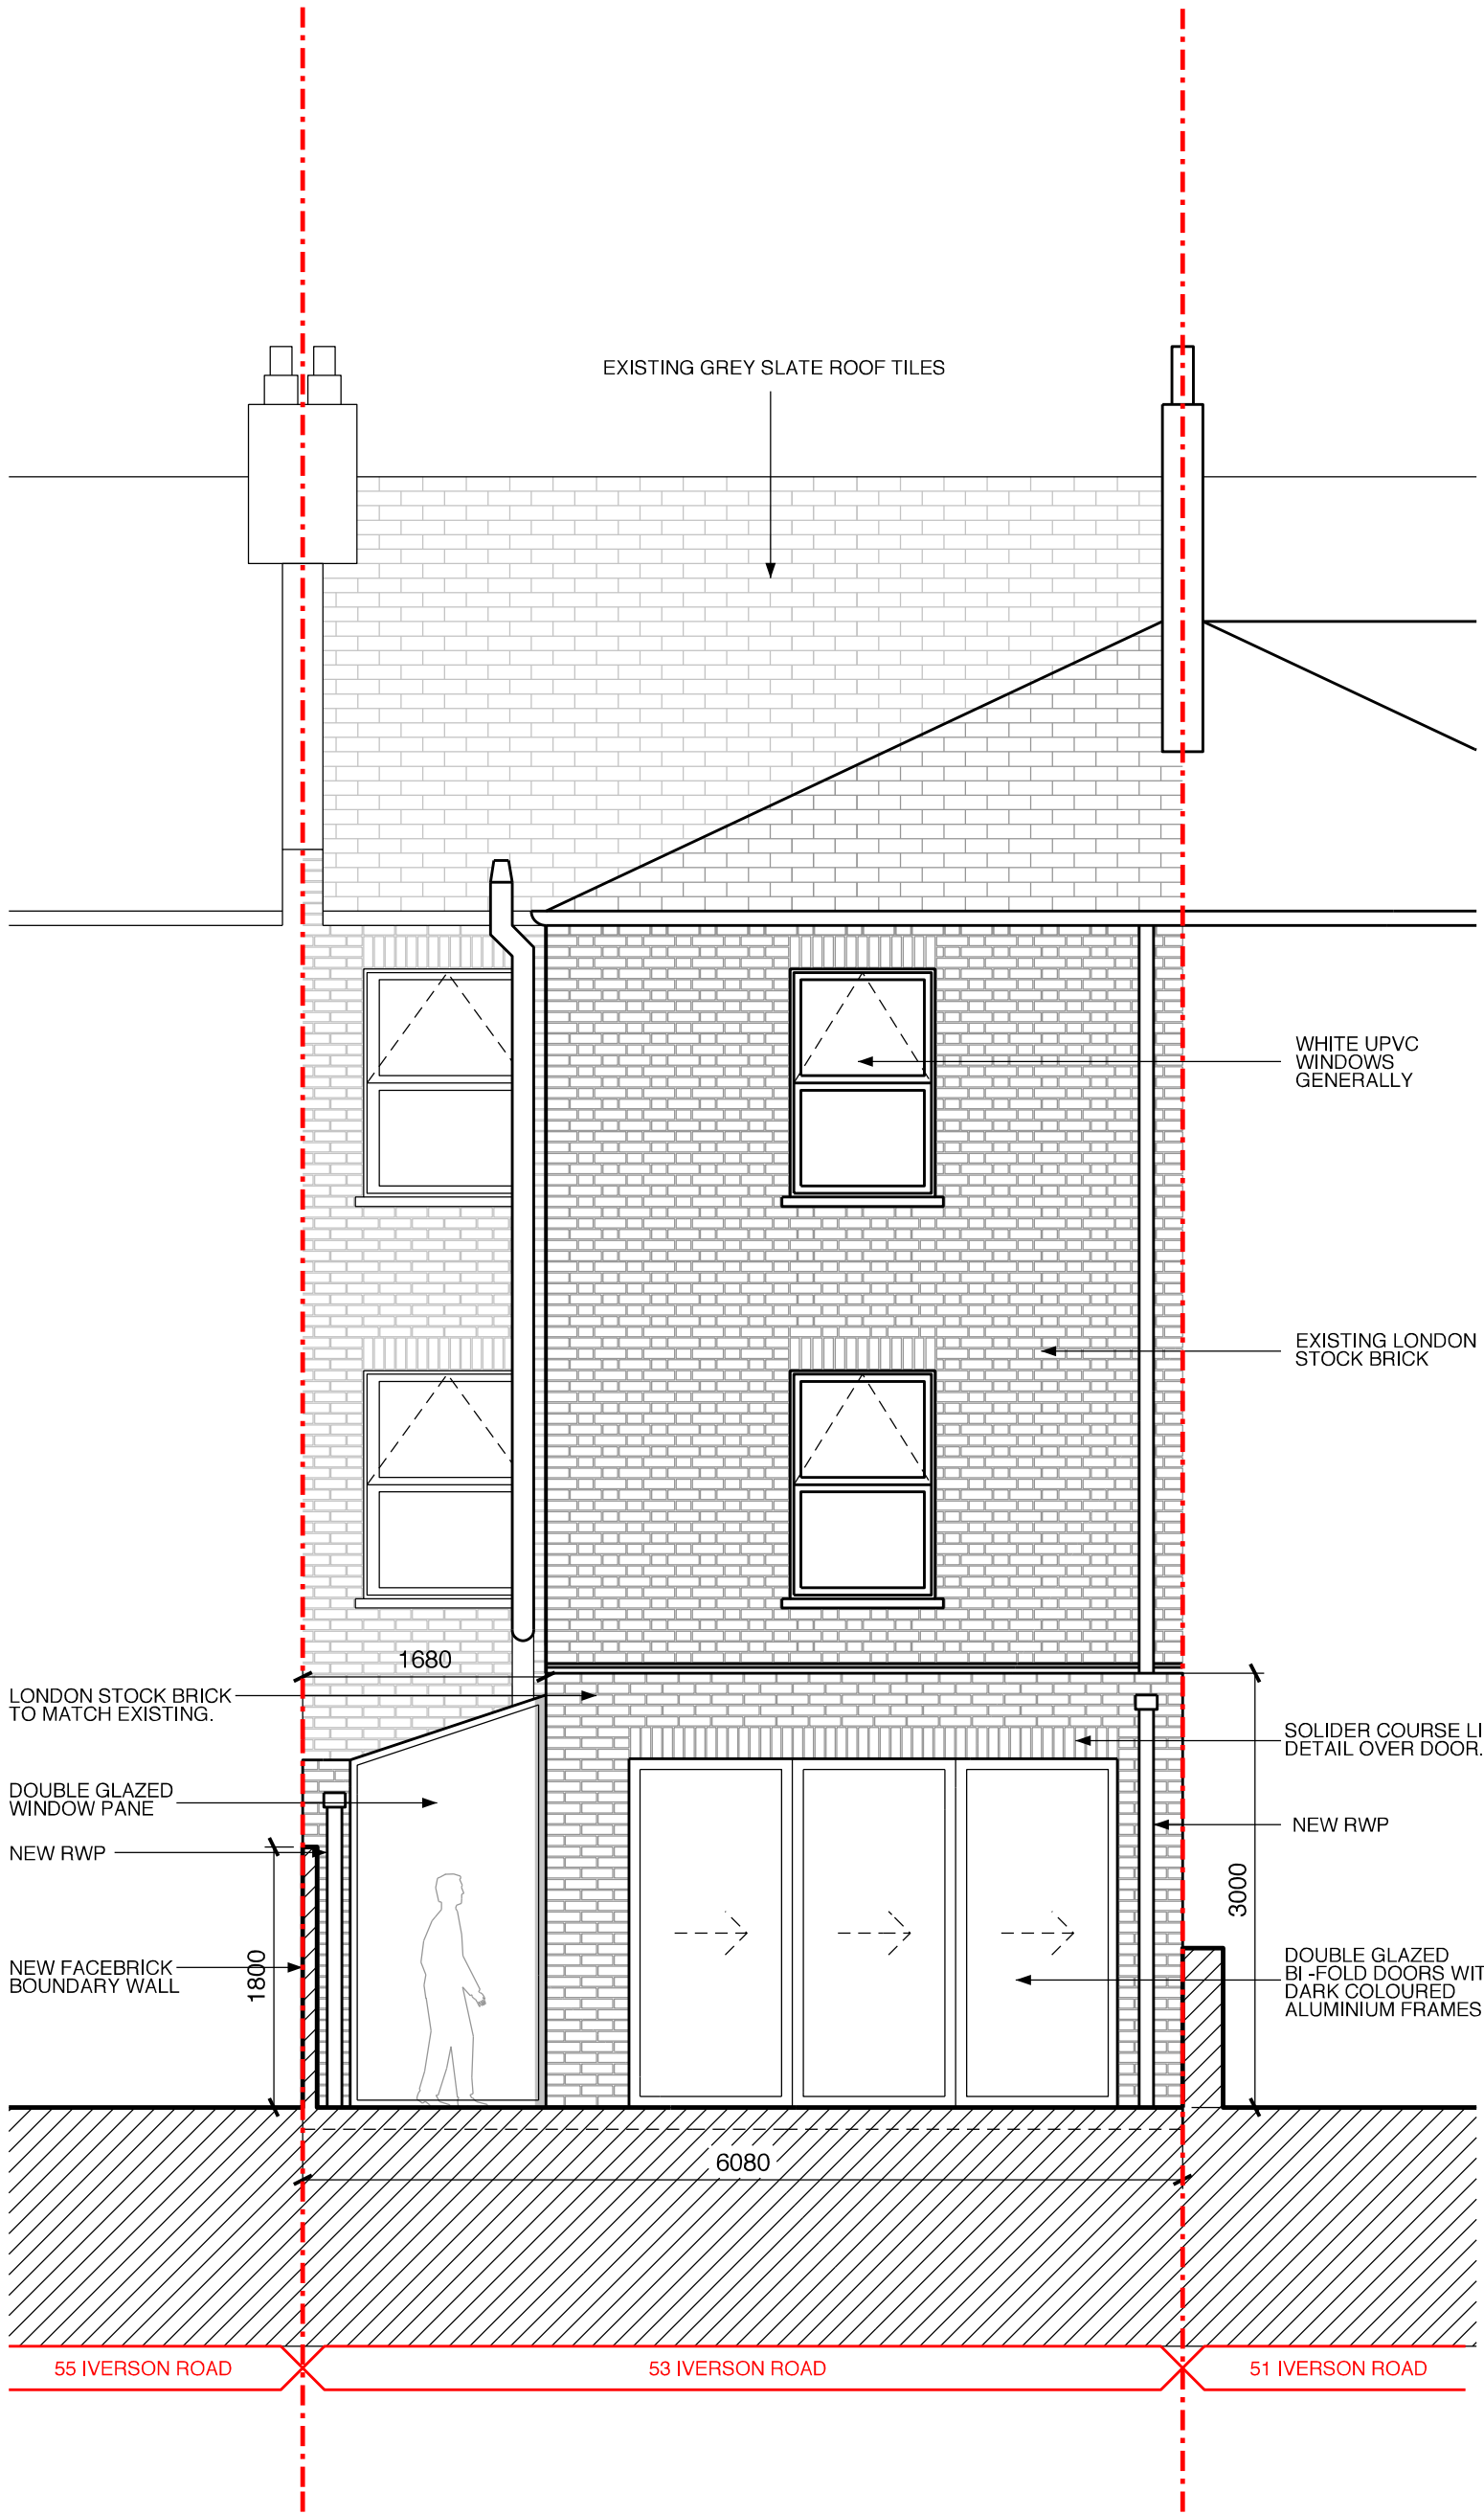 EXISTING GREY SLATE ROOF TILES
WHITE UPVC
WINDOWS
GENERALLY
EXISTING LONDON
STOCK BRICK
1680
LONDON STOCK BRICK
TO MATCH EXISTING.
SOLIDER COURSE LI
DETAIL OVER DOOR.
DOUBLE GLAZED
WINDOW PANE
NEW RWP
NEW RWP
3000
NEW FACEBRICK
BOUNDARY WALL
1800
DOUBLE GLAZED
BI -FOLD DOORS WIT
DARK COLOURED
ALUMINIUM FRAMES
6080
55 IVERSON ROAD
53 IVERSON ROAD
51 IVERSON ROAD